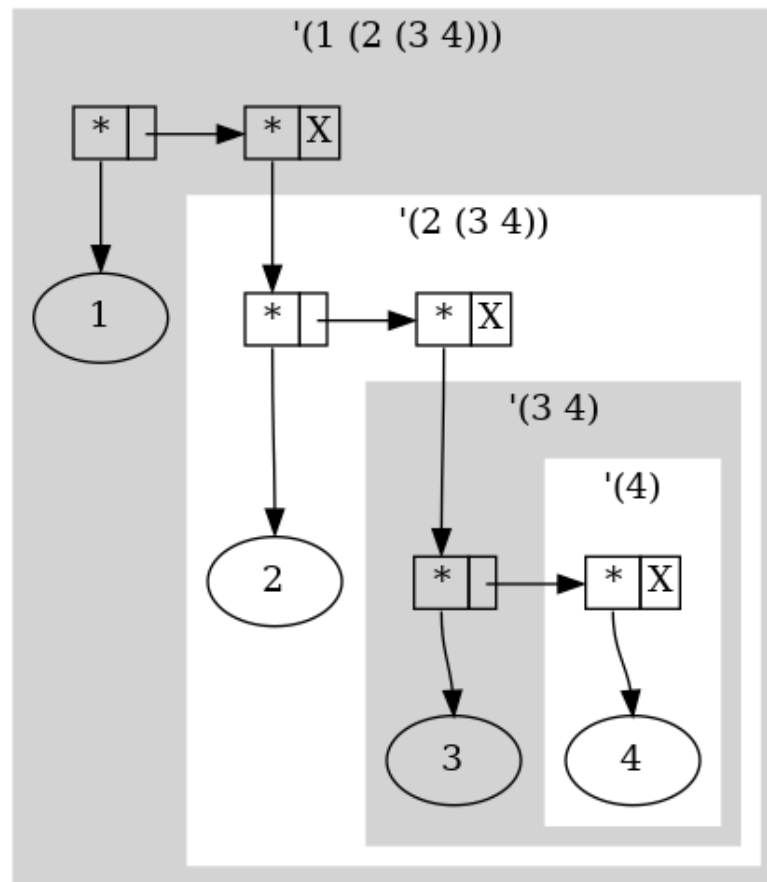 '(1 (2 (3 4)))
* * X
'(2 (3 4))
1 * * X
'(3 4)
'(4)
2 * * X
3 4